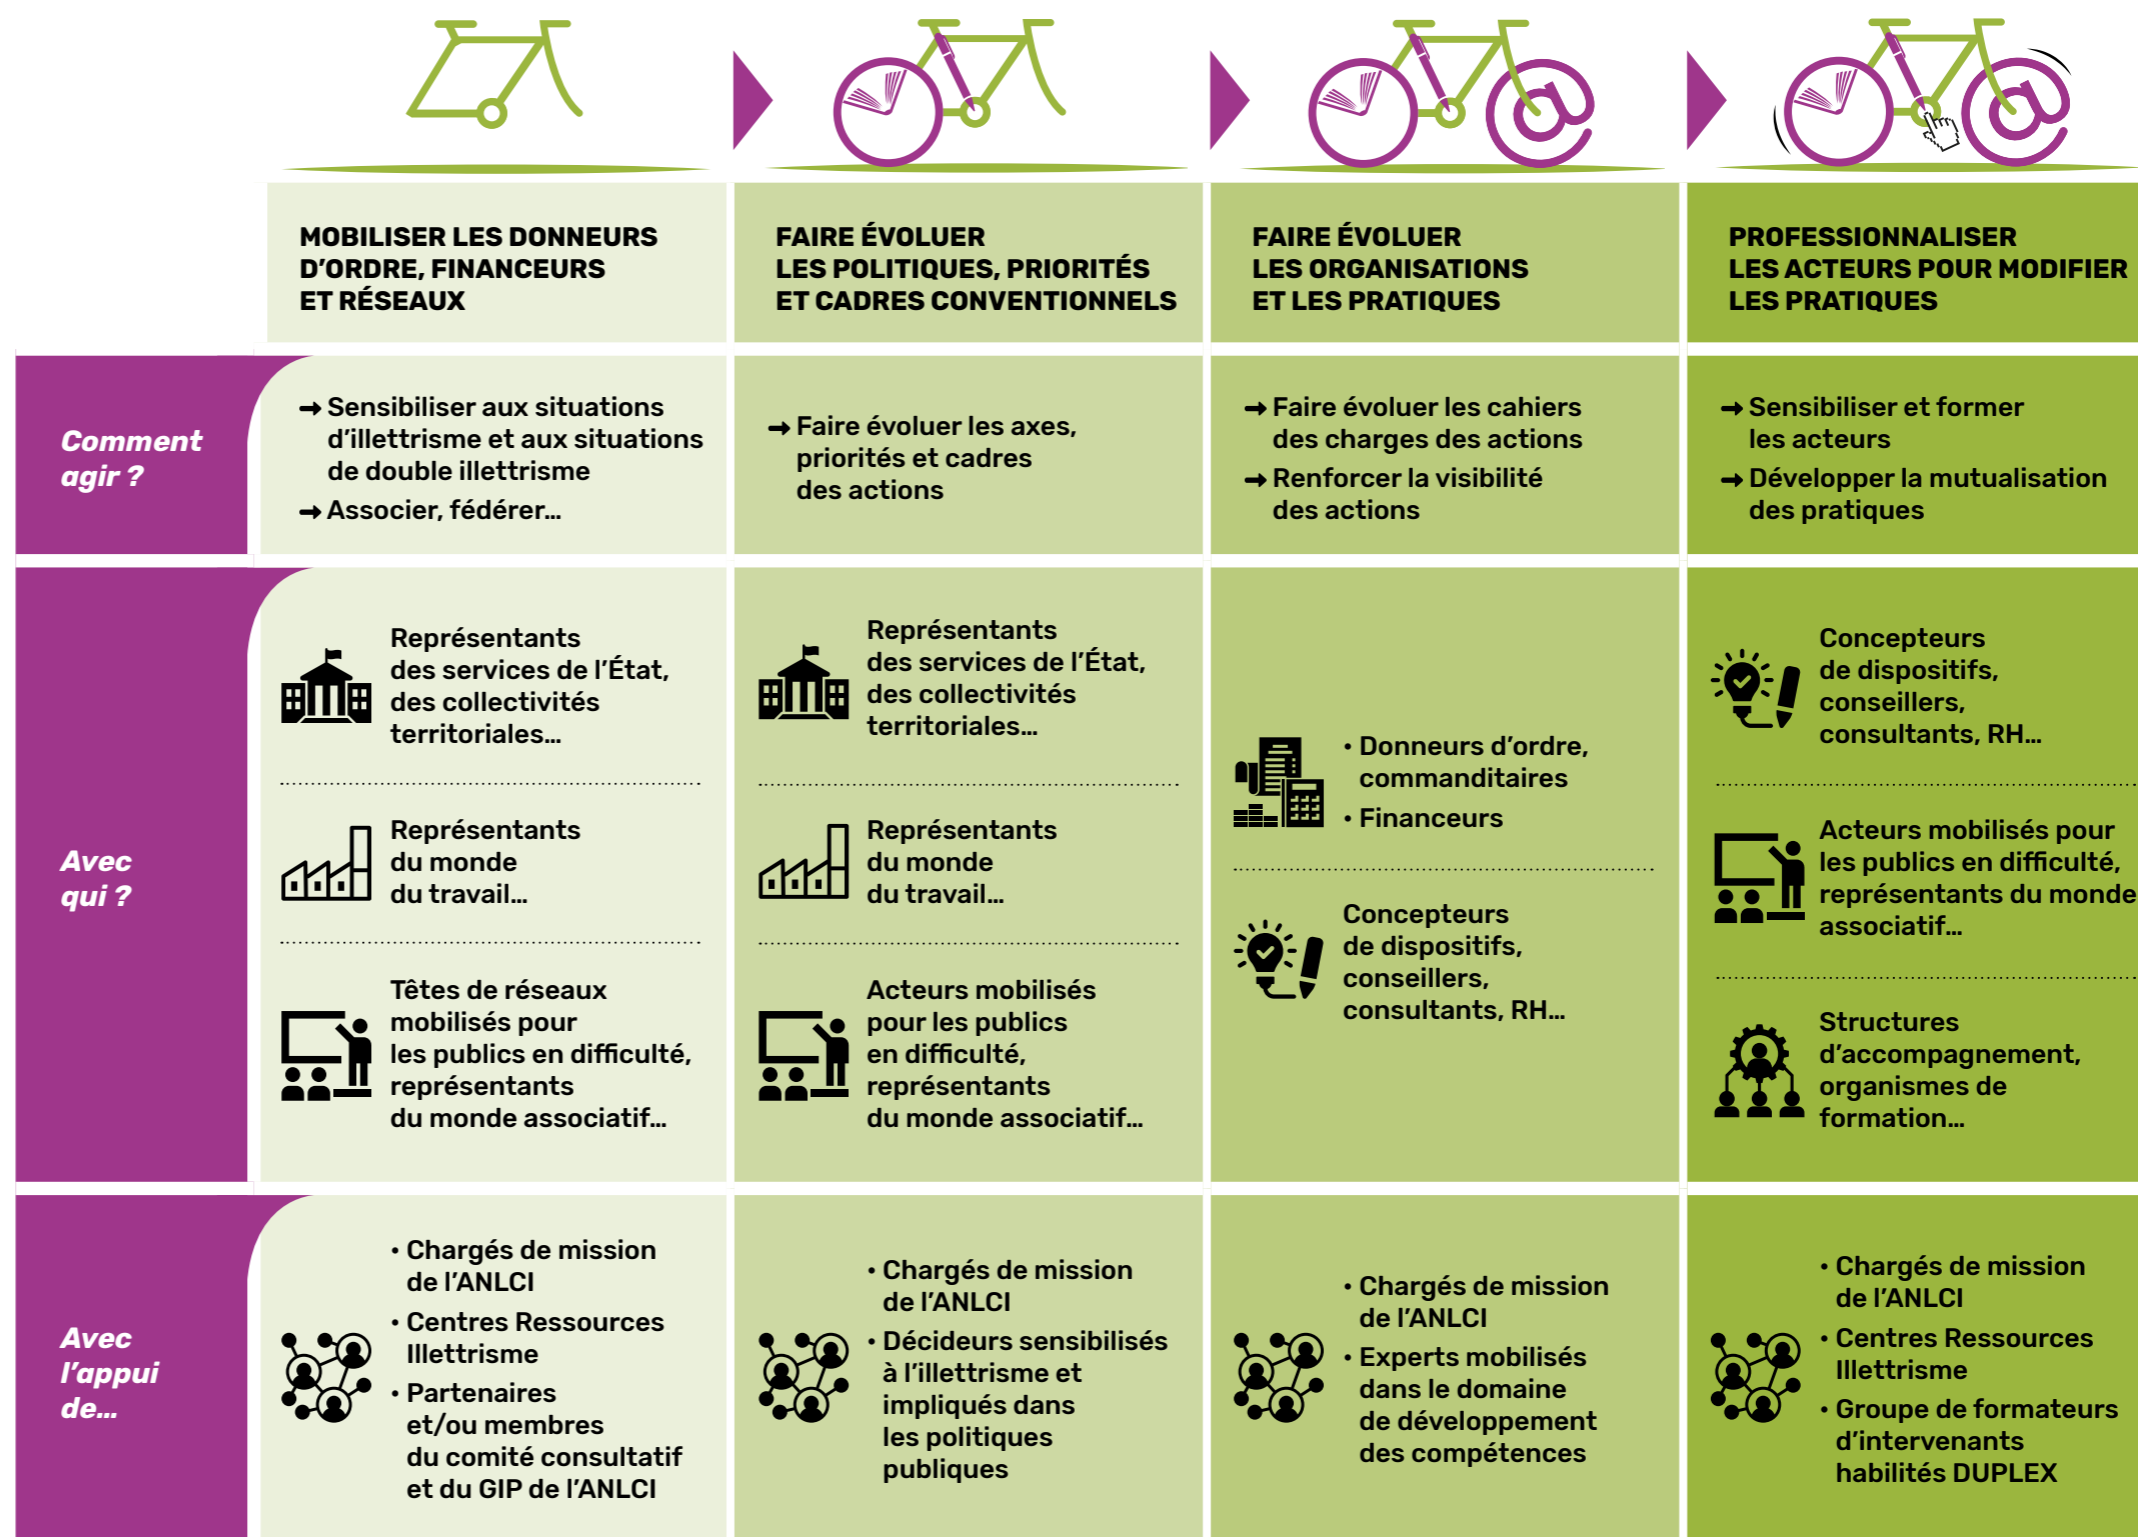 MOBILISER LES DONNEURS
D'ORDRE, FINANCEURS
ET RÉSEAUX
FAIRE ÉVOLUER
LES POLITIQUES, PRIORITÉS
ET CADRES CONVENTIONNELS
FAIRE ÉVOLUER
LES ORGANISATIONS
ET LES PRATIQUES
PROFESSIONNALISER
LES ACTEURS POUR MODIFIER
LES PRATIQUES
Comment
agir ?
→ Sensibiliser aux situations
d'illettrisme et aux situations
de double illettrisme
→ Associer, fédérer…
→ Faire évoluer les axes,
priorités et cadres
des actions
→ Faire évoluer les cahiers
des charges des actions
→ Renforcer la visibilité
des actions
→ Sensibiliser et former
les acteurs
→ Développer la mutualisation
des pratiques
Avec
qui ?
Représentants
des services de l'État,
des collectivités
territoriales…
Représentants
du monde
du travail…
Têtes de réseaux
mobilisés pour
les publics en difficulté,
représentants
du monde associatif…
Représentants
des services de l'État,
des collectivités
territoriales…
Représentants
du monde
du travail…
Acteurs mobilisés
pour les publics
en difficulté,
représentants
du monde associatif…
• Donneurs d'ordre,
commanditaires
• Financeurs
Concepteurs
de dispositifs,
conseillers,
consultants, RH…
Concepteurs
de dispositifs,
conseillers,
consultants, RH…
Acteurs mobilisés pour
les publics en difficulté,
représentants du monde
associatif…
Structures
d'accompagnement,
organismes de
formation…
Avec
l'appui
de…
• Chargés de mission
de l'ANLCI
• Centres Ressources
Illettrisme
• Partenaires
et/ou membres
du comité consultatif
et du GIP de l'ANLCI
• Chargés de mission
de l'ANLCI
• Décideurs sensibilisés
à l'illettrisme et
impliqués dans
les politiques
publiques
• Chargés de mission
de l'ANLCI
• Experts mobilisés
dans le domaine
de développement
des compétences
• Chargés de mission
de l'ANLCI
• Centres Ressources
Illettrisme
• Groupe de formateurs
d'intervenants
habilités DUPLEX